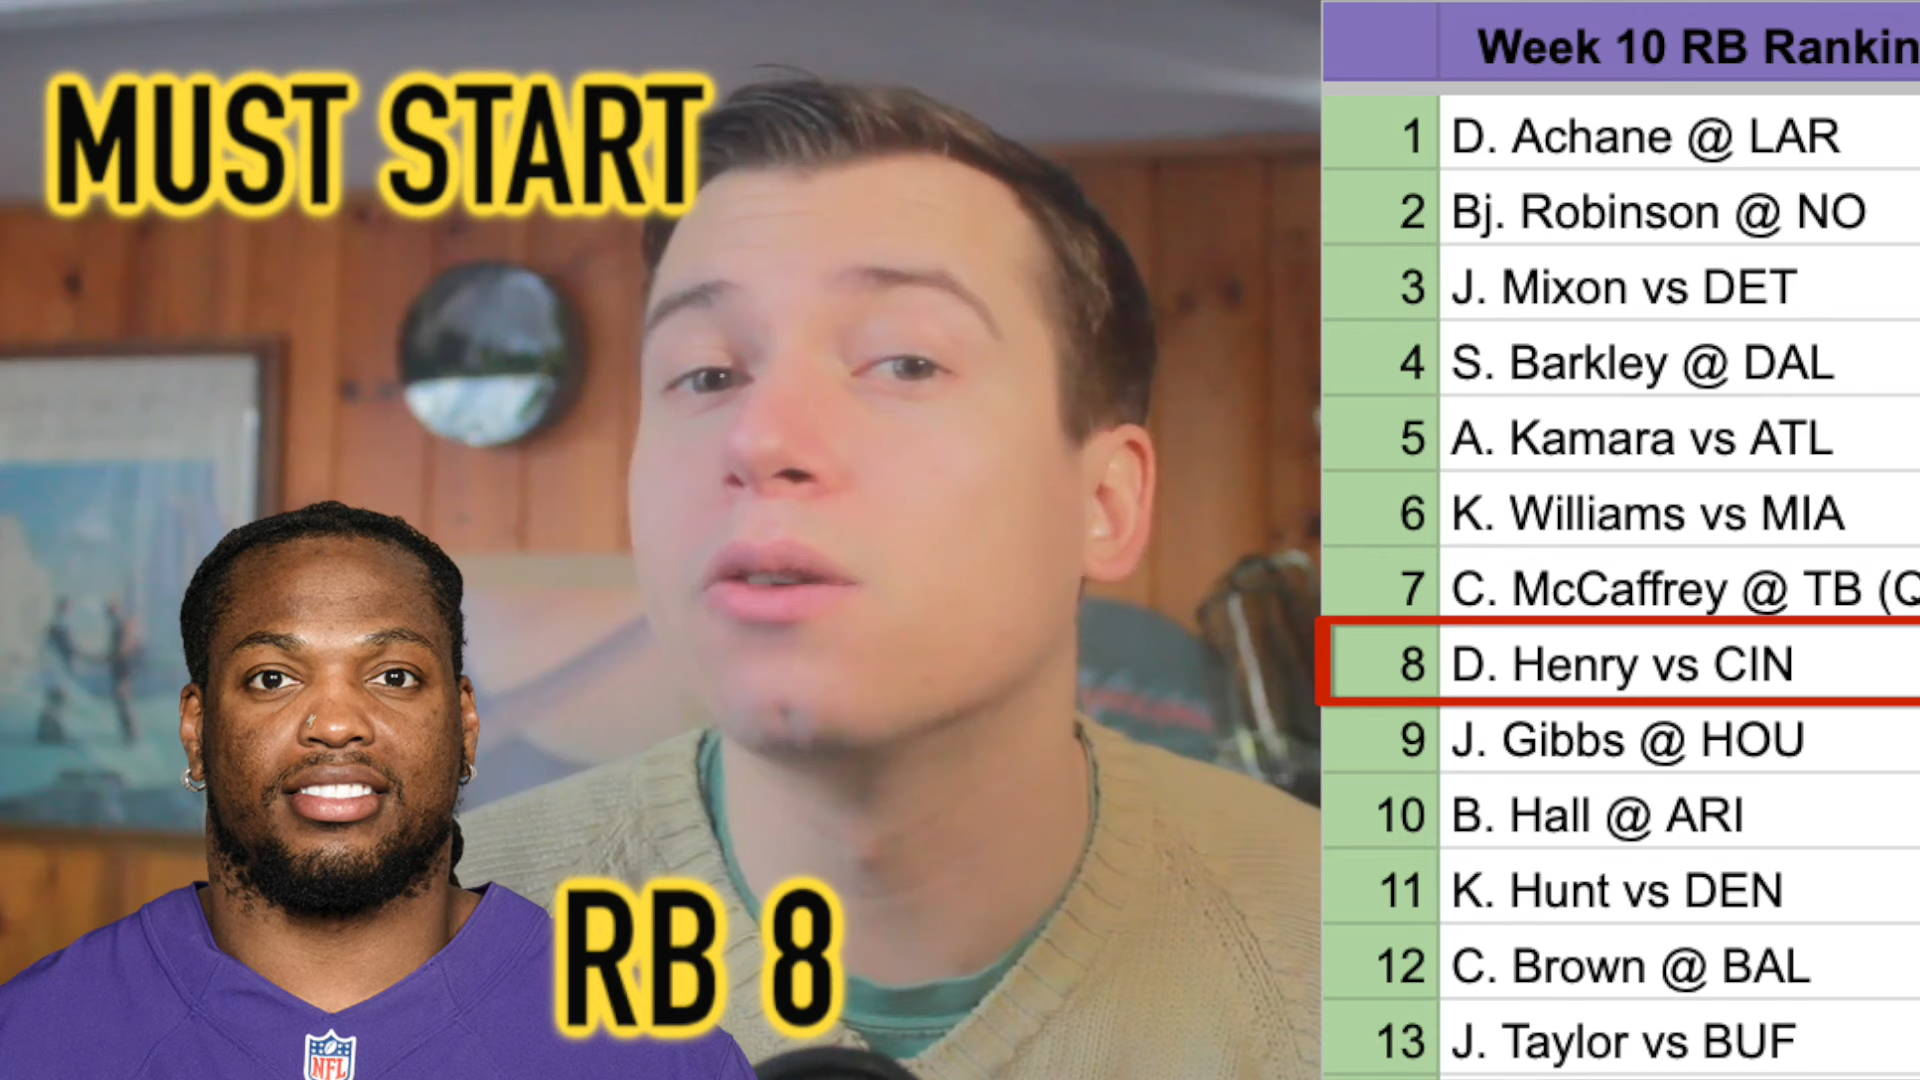 MUST START
RB 8
NFL
Week 10 RB Rankin
1 D. Achane @ LAR
2 Bj. Robinson @ NO
3 J. Mixon vs DET
4 S. Barkley @ DAL
5 A. Kamara vs ATL
6 K. Williams vs MIA
7 C. McCaffrey @ TB (Q
8 D. Henry vs CIN
9 J. Gibbs @ HOU
10 B. Hall @ ARI
11 K. Hunt vs DEN
12 C. Brown @ BAL
13 J. Taylor vs BUF